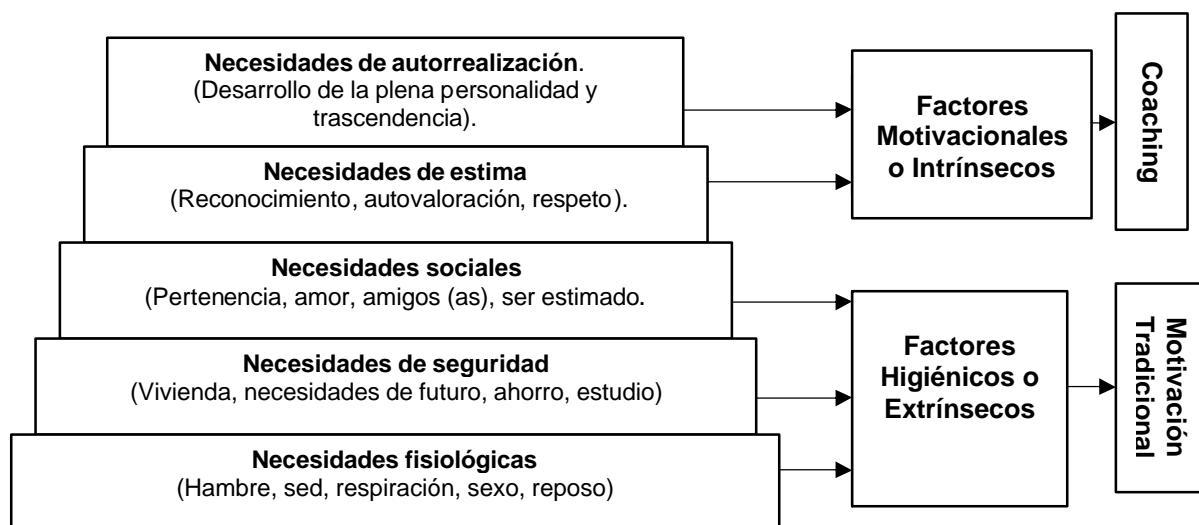 Necesidades de autorrealización.
(Desarrollo de la plena personalidad y
trascendencia).
Necesidades de estima
(Reconocimiento, autovaloración, respeto).
Necesidades sociales
(Pertenencia, amor, amigos (as), ser estimado.
Necesidades de seguridad
(Vivienda, necesidades de futuro, ahorro, estudio)
Necesidades fisiológicas
(Hambre, sed, respiración, sexo, reposo)
Factores
Motivacionales
o Intrínsecos
Factores
Higiénicos o
Extrínsecos
Coaching
Motivación
Tradicional